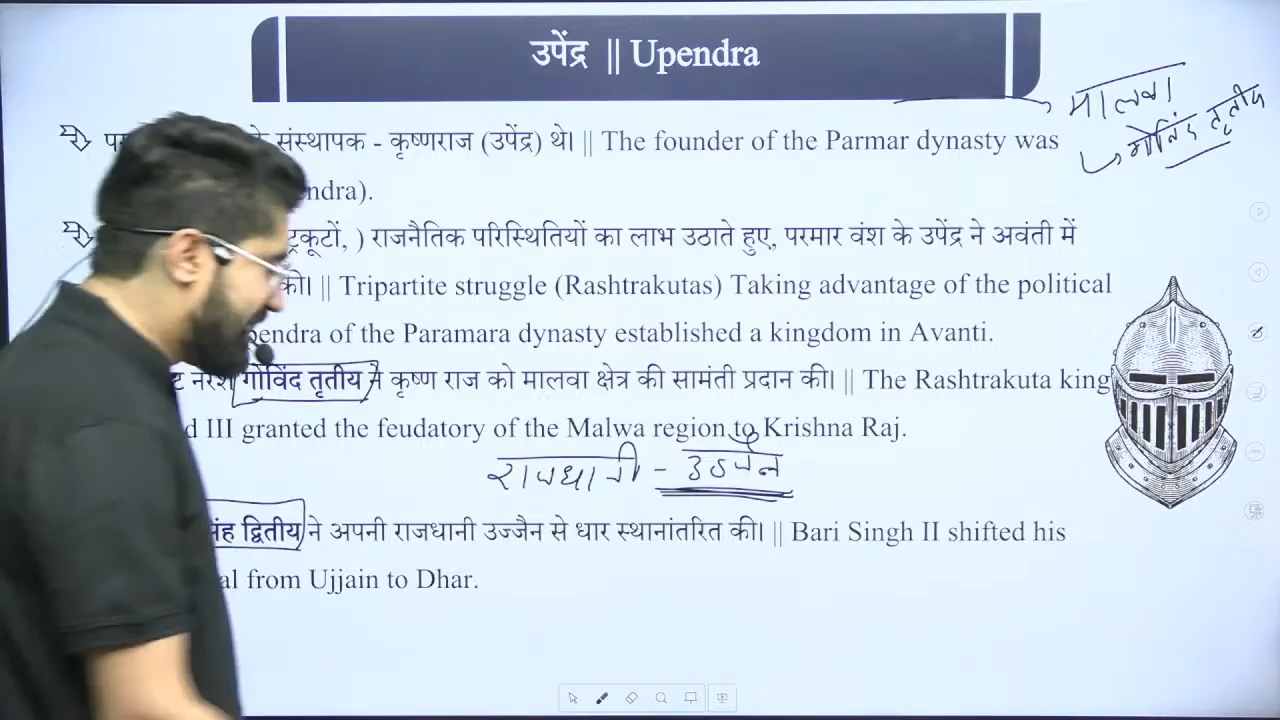 उपेंद्र || Upendra
मालवा
गोविंद तृतीय
संस्थापक - कृष्णराज (उपेंद्र) थे। || The founder of the Parmar dynasty was
ndra).
ट्रकूटों, ) राजनैतिक परिस्थितियों का लाभ उठाते हुए, परमार वंश के उपेंद्र ने अवंती में
की। || Tripartite struggle (Rashtrakutas) Taking advantage of the political
pendra of the Paramara dynasty established a kingdom in Avanti.
ट नरेश गोविंद तृतीय ने कृष्ण राज को मालवा क्षेत्र की सामंती प्रदान की। || The Rashtrakuta king
d III granted the feudatory of the Malwa region to Krishna Raj.
राजधानी - उज्जैन
द्वितीय ने अपनी राजधानी उज्जैन से धार स्थानांतरित की। || Bari Singh II shifted his
al from Ujjain to Dhar.